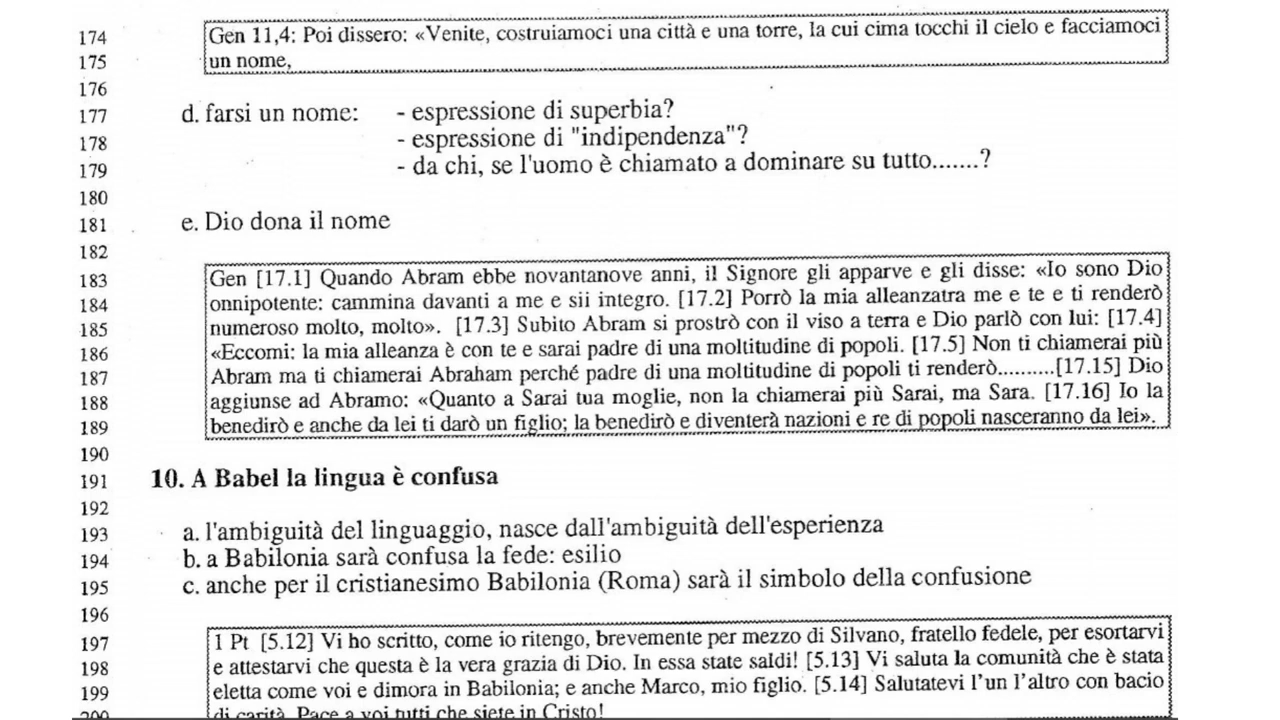 174 Gen 11,4: Poi dissero: «Venite, costruiamoci una città e una torre, la cui cima tocchi il cielo e facciamoci
175 un nome,
176
177 d. farsi un nome: - espressione di superbia?
178 - espressione di "indipendenza"?
179 - da chi, se l'uomo è chiamato a dominare su tutto.......?
180
181 e. Dio dona il nome
182
183 Gen [17.1] Quando Abram ebbe novantanove anni, il Signore gli apparve e gli disse: «Io sono Dio
184 onnipotente: cammina davanti a me e sii integro. [17.2] Porrò la mia alleanzatra me e te e ti renderò
185 numeroso molto, molto». [17.3] Subito Abram si prostrò con il viso a terra e Dio parlò con lui: [17.4]
186 «Eccomi: la mia alleanza è con te e sarai padre di una moltitudine di popoli. [17.5] Non ti chiamerai più
187 Abram ma ti chiamerai Abraham perché padre di una moltitudine di popoli ti renderò..........[17.15] Dio
188 aggiunse ad Abramo: «Quanto a Sarai tua moglie, non la chiamerai più Sarai, ma Sara. [17.16] Io la
189 benedirò e anche da lei ti darò un figlio; la benedirò e diventerà nazioni e re di popoli nasceranno da lei».
190
191 10. A Babel la lingua è confusa
192
193 a. l'ambiguità del linguaggio, nasce dall'ambiguità dell'esperienza
194 b. a Babilonia sarà confusa la fede: esilio
195 c. anche per il cristianesimo Babilonia (Roma) sarà il simbolo della confusione
196
197 1 Pt [5.12] Vi ho scritto, come io ritengo, brevemente per mezzo di Silvano, fratello fedele, per esortarvi
198 e attestarvi che questa è la vera grazia di Dio. In essa state saldi! [5.13] Vi saluta la comunità che è stata
199 eletta come voi e dimora in Babilonia; e anche Marco, mio figlio. [5.14] Salutatevi l'un l'altro con bacio
200 di carità. Pace a voi tutti che siete in Cristo!